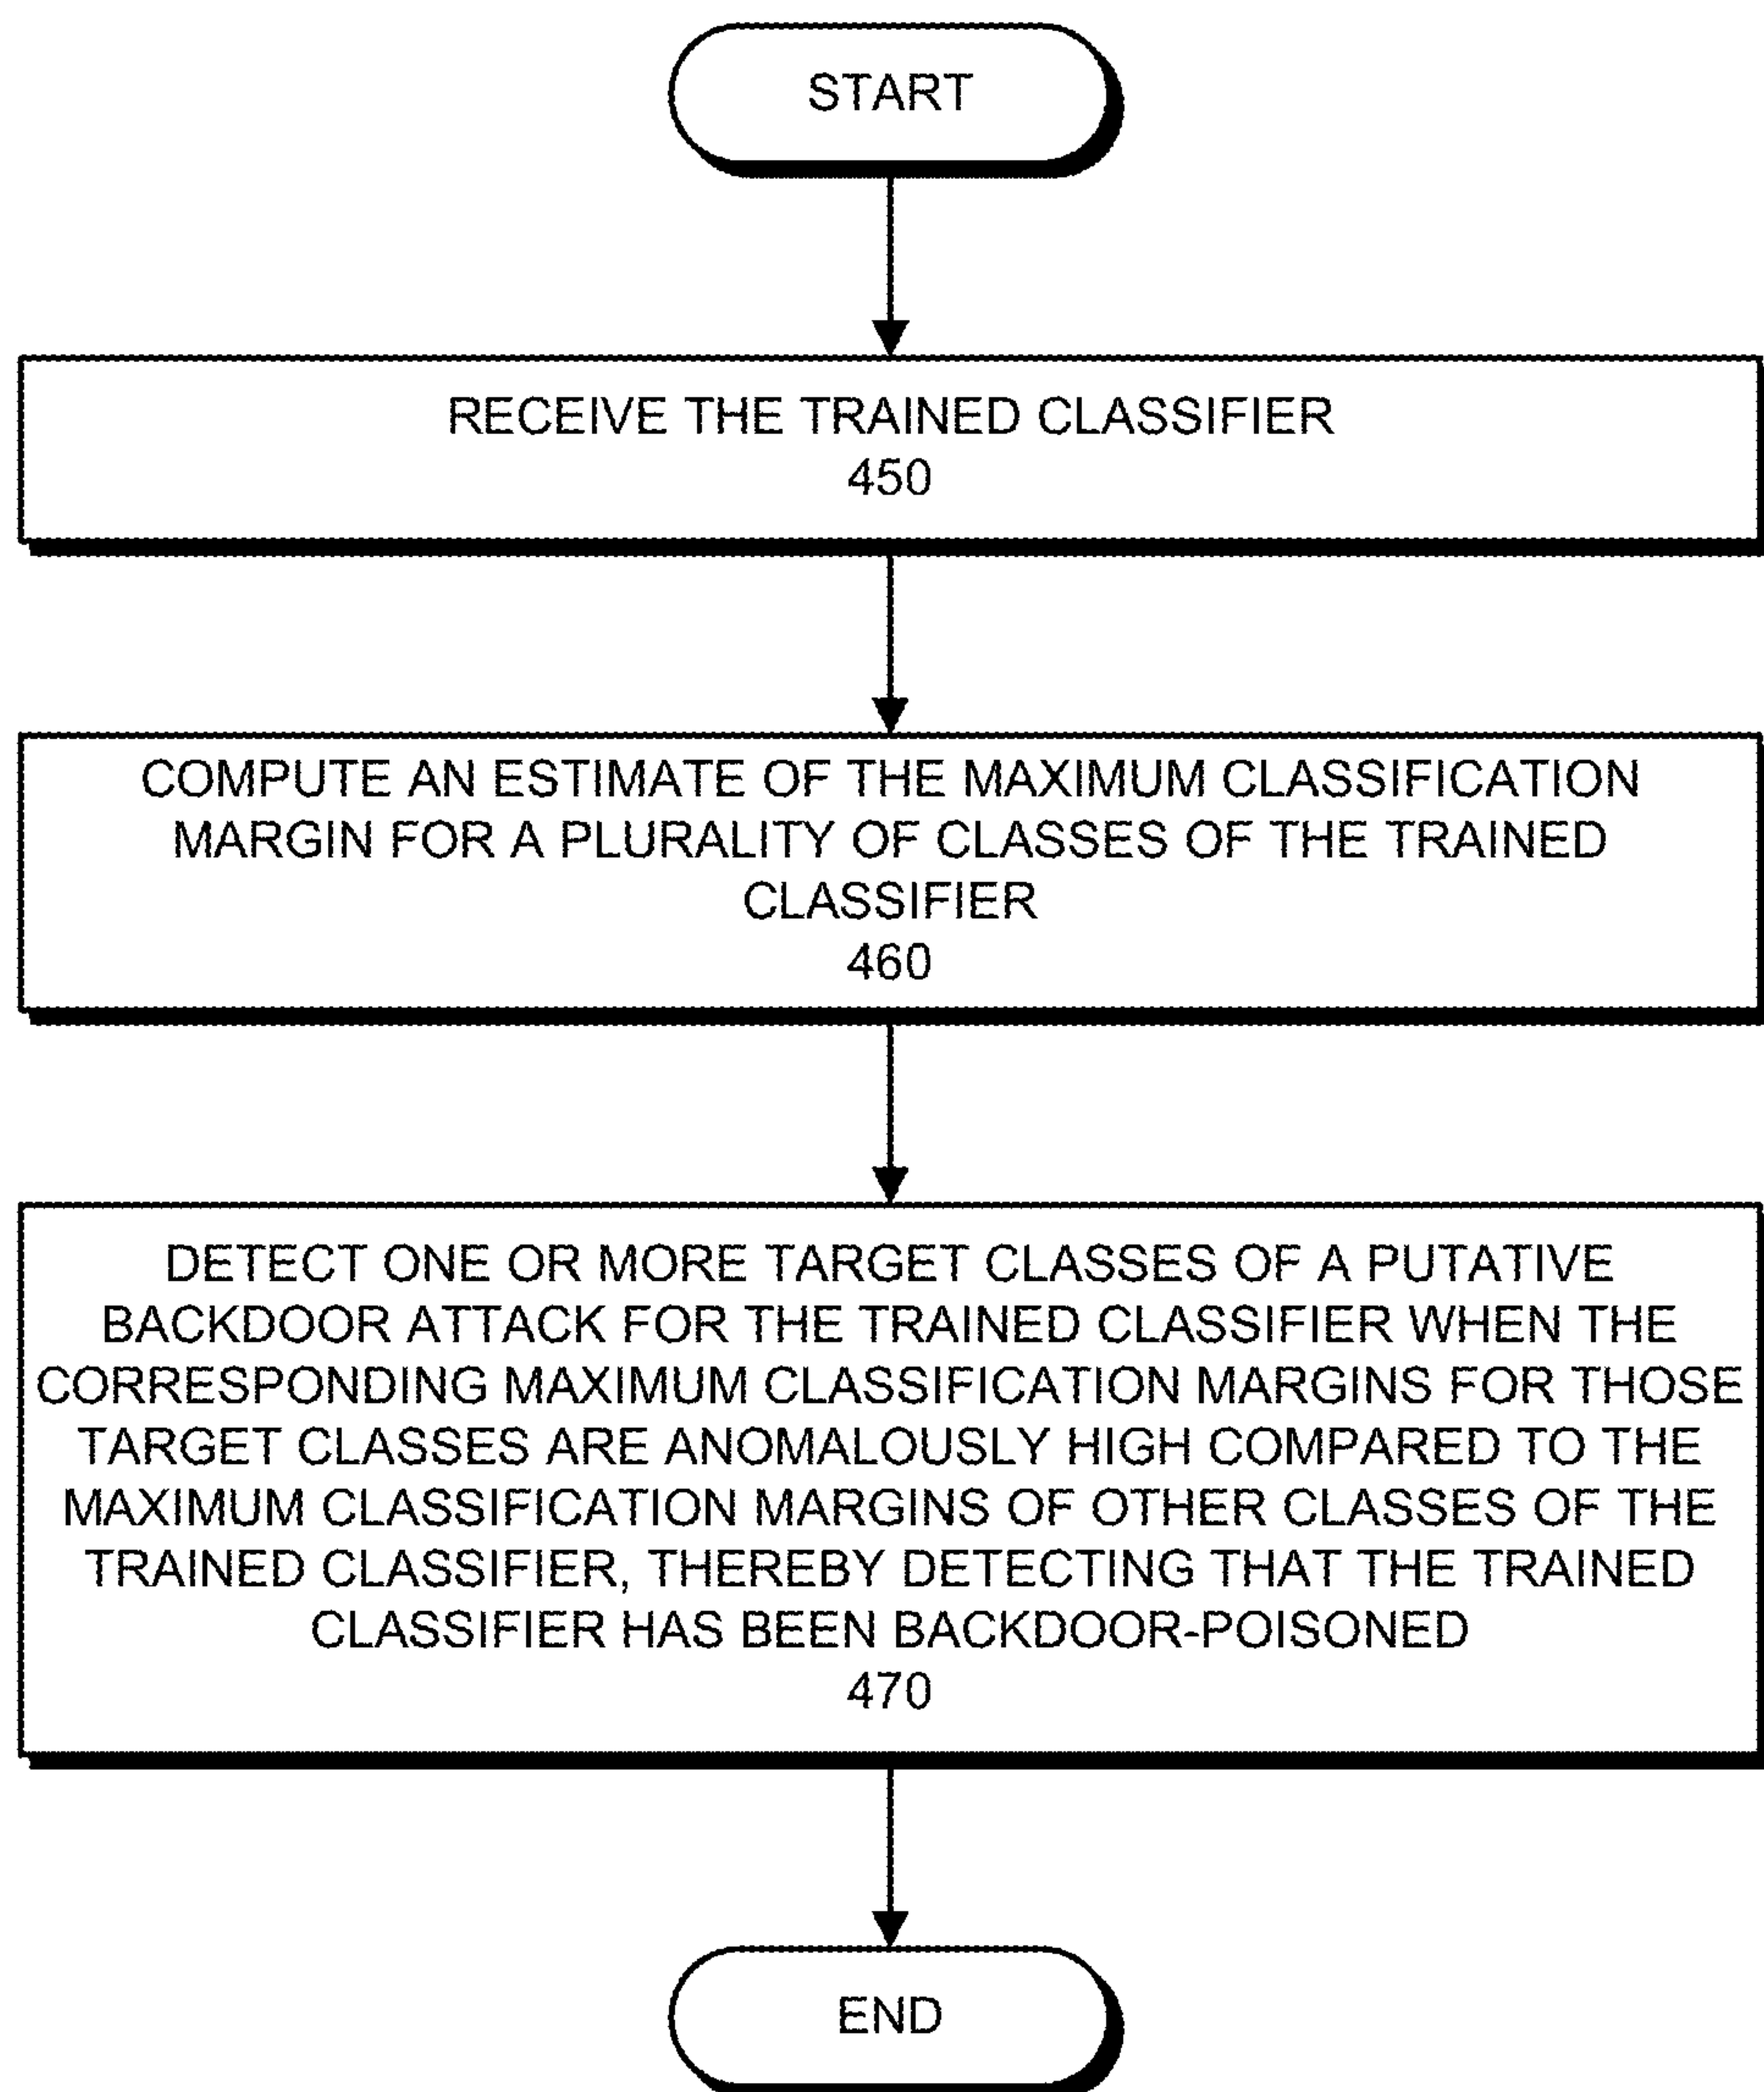 START
RECEIVE THE TRAINED CLASSIFIER
450
COMPUTE AN ESTIMATE OF THE MAXIMUM CLASSIFICATION
MARGIN FOR A PLURALITY OF CLASSES OF THE TRAINED
CLASSIFIER
460
DETECT ONE OR MORE TARGET CLASSES OF A PUTATIVE
BACKDOOR ATTACK FOR THE TRAINED CLASSIFIER WHEN THE
CORRESPONDING MAXIMUM CLASSIFICATION MARGINS FOR THOSE
TARGET CLASSES ARE ANOMALOUSLY HIGH COMPARED TO THE
MAXIMUM CLASSIFICATION MARGINS OF OTHER CLASSES OF THE
TRAINED CLASSIFIER, THEREBY DETECTING THAT THE TRAINED
CLASSIFIER HAS BEEN BACKDOOR-POISONED
470
END